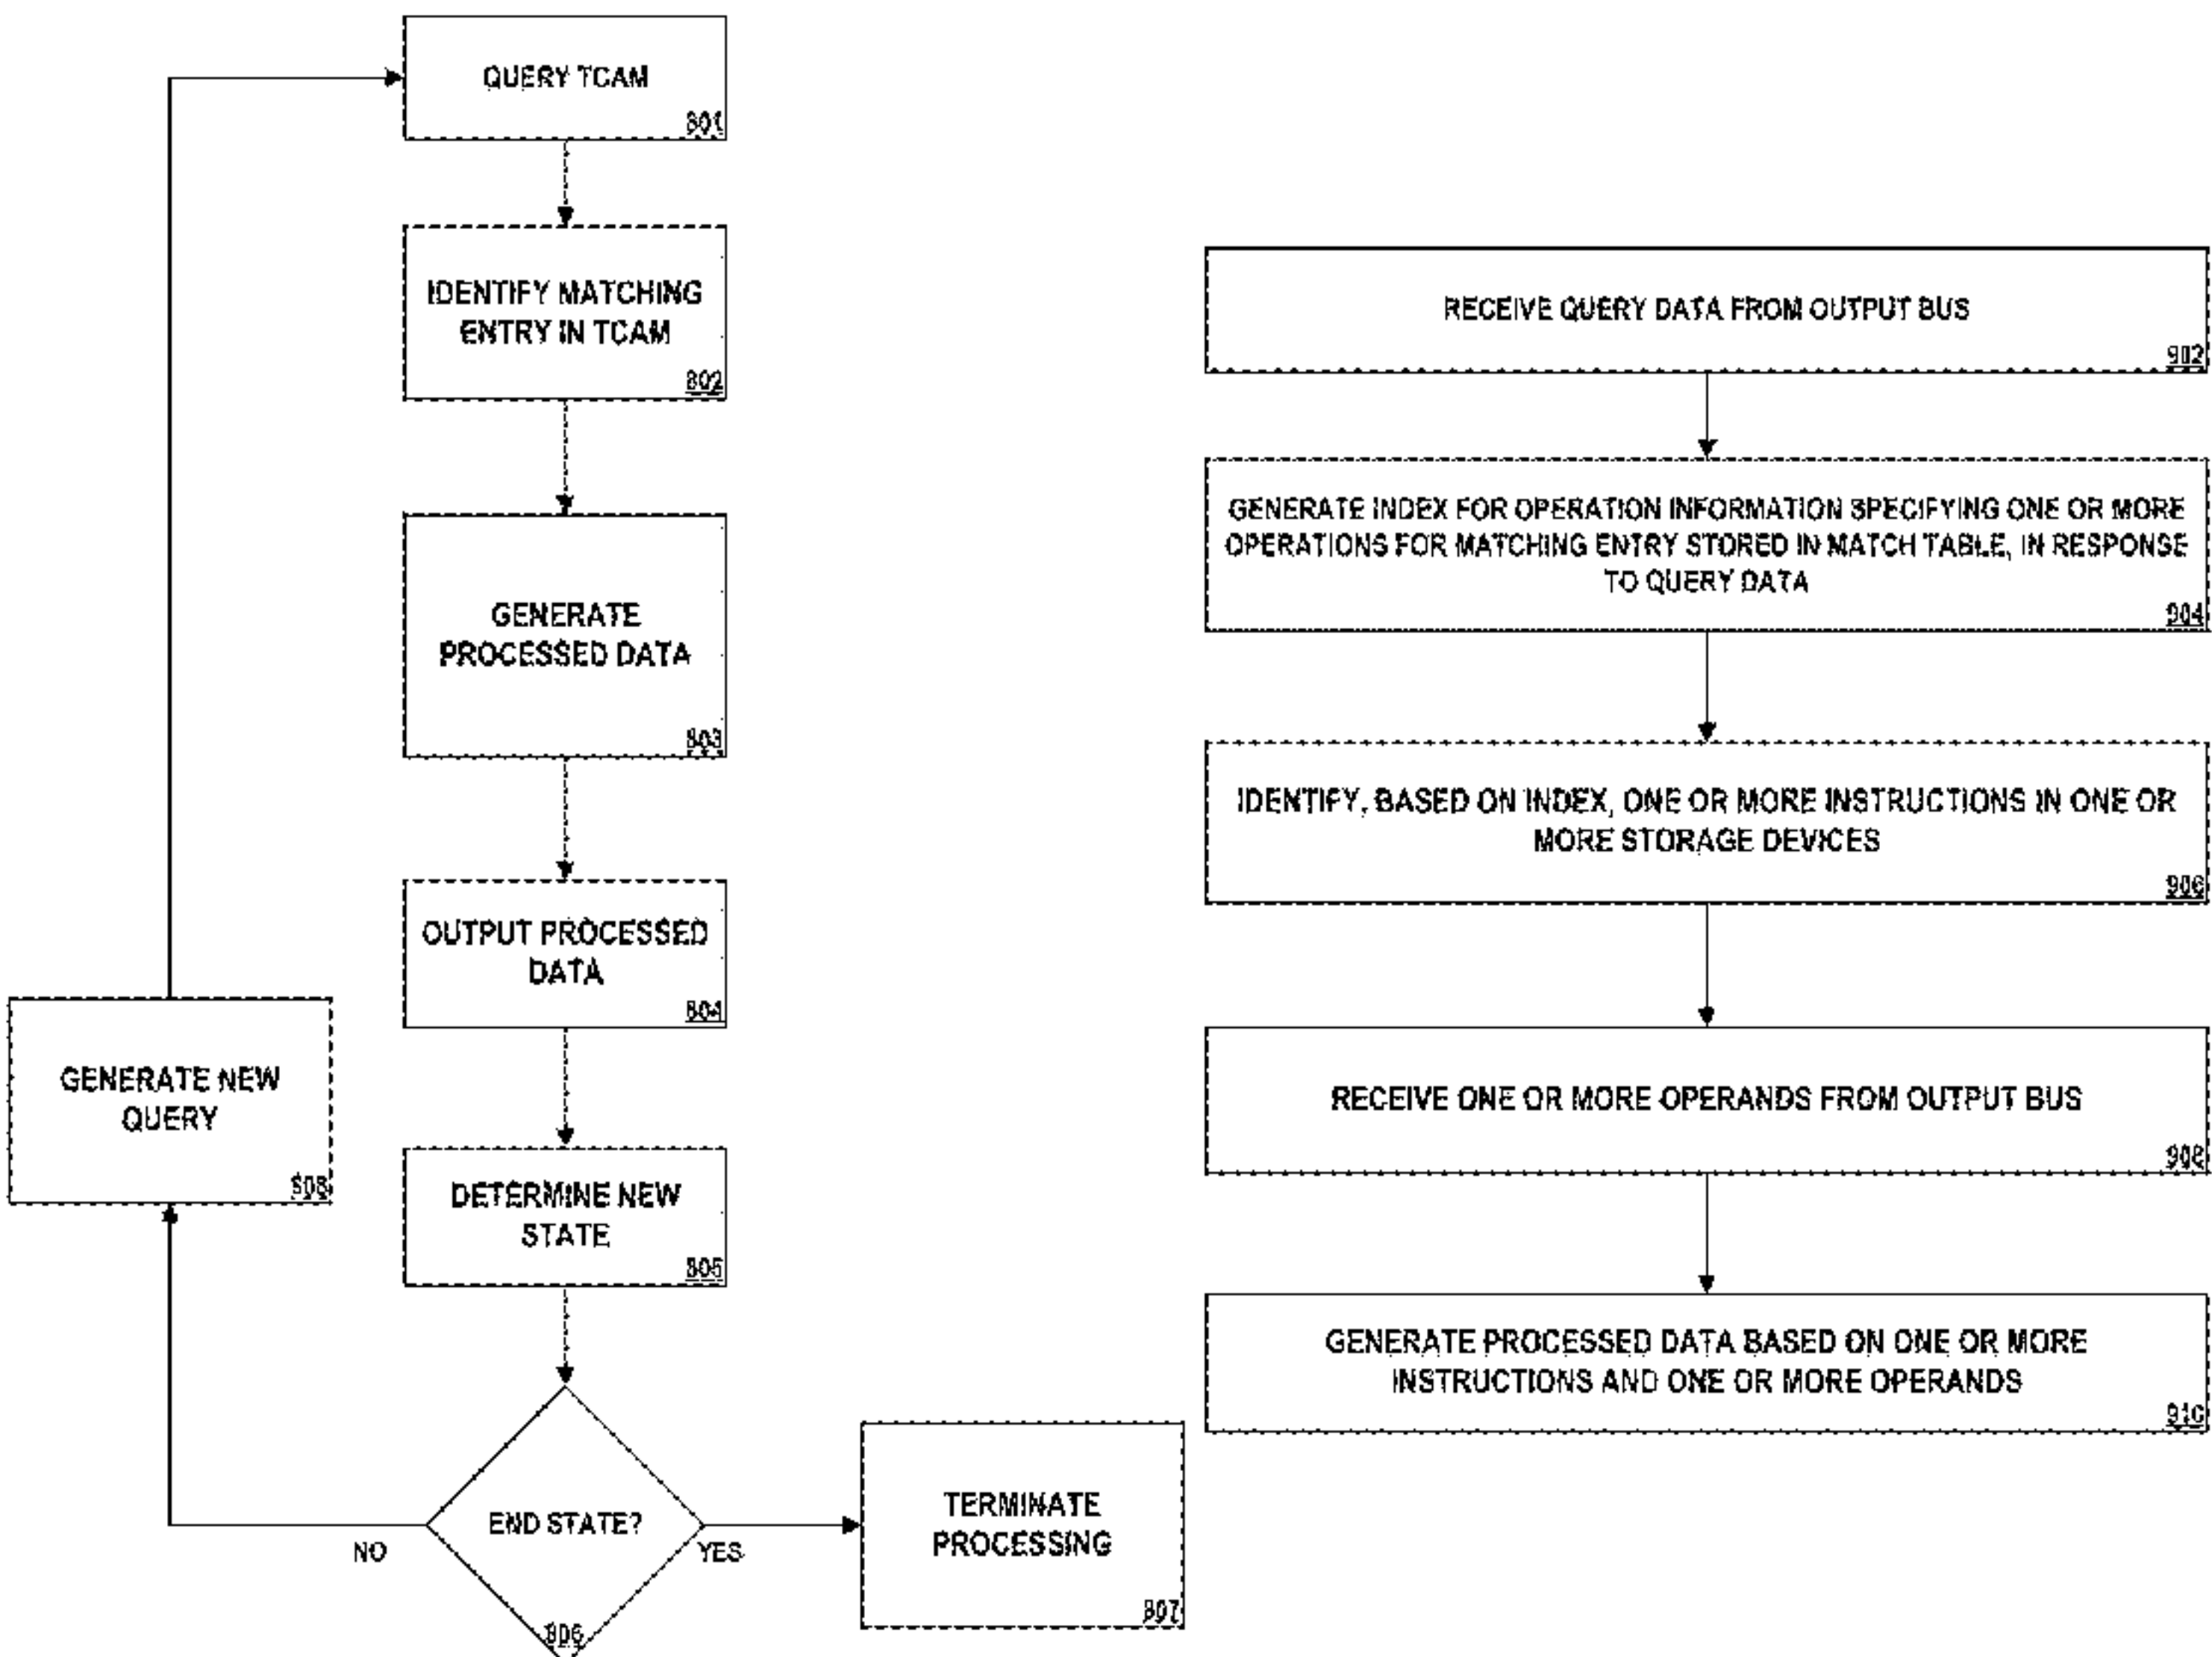 QUERY TCAM
801
IDENTIFY MATCHING
ENTRY IN TCAM
802
GENERATE
PROCESSED DATA
803
OUTPUT PROCESSED
DATA
804
DETERMINE NEW
STATE
805
END STATE?
806
NO
YES
TERMINATE
PROCESSING
807
GENERATE NEW
QUERY
808
RECEIVE QUERY DATA FROM OUTPUT BUS
902
GENERATE INDEX FOR OPERATION INFORMATION SPECIFYING ONE OR MORE
OPERATIONS FOR MATCHING ENTRY STORED IN MATCH TABLE, IN RESPONSE
TO QUERY DATA
904
IDENTIFY, BASED ON INDEX, ONE OR MORE INSTRUCTIONS IN ONE OR
MORE STORAGE DEVICES
906
RECEIVE ONE OR MORE OPERANDS FROM OUTPUT BUS
908
GENERATE PROCESSED DATA BASED ON ONE OR MORE
INSTRUCTIONS AND ONE OR MORE OPERANDS
910